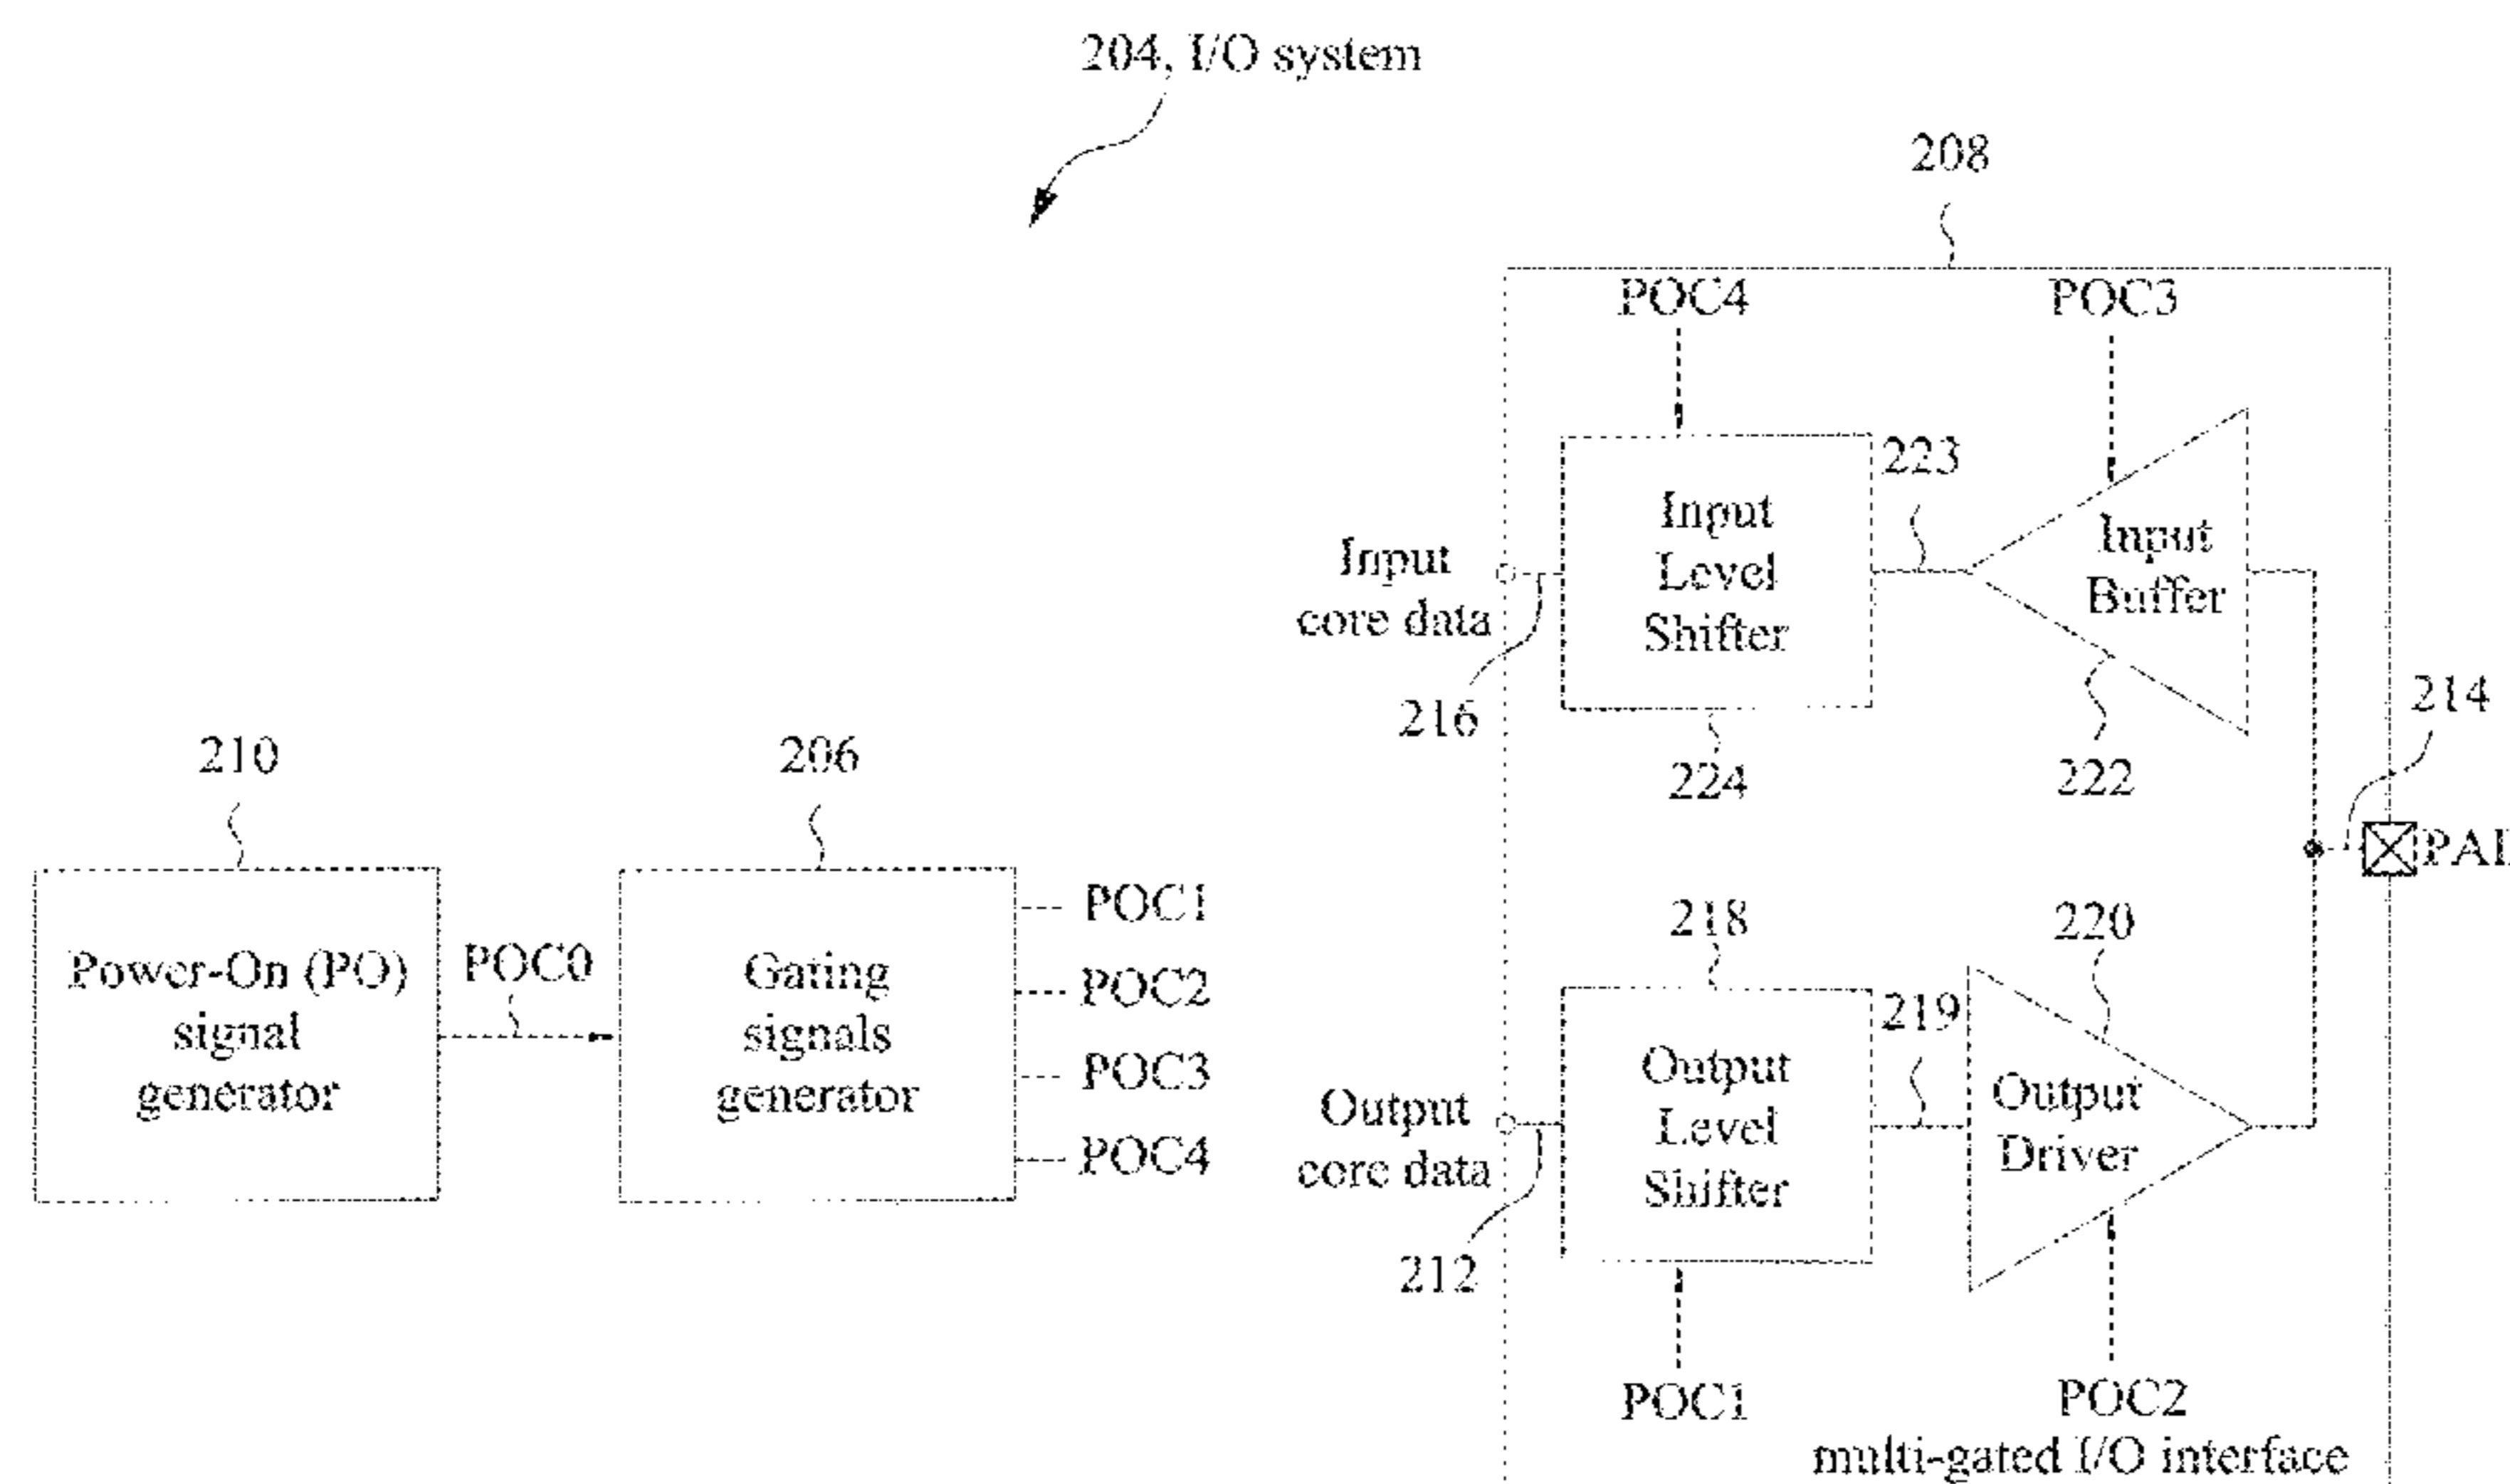 204, I/O system
208
POC4
POC3
223
Input
Level
Shifter
Input
Buffer
Input
core data
216
224
222
214
210
206
PAD
Power-On (PO)
signal
generator
POC0
Gating
signals
generator
POC1
POC2
POC3
POC4
218
220
219
Output
Level
Shifter
Output
Driver
Output
core data
212
POC1
POC2
multi-gated I/O interface